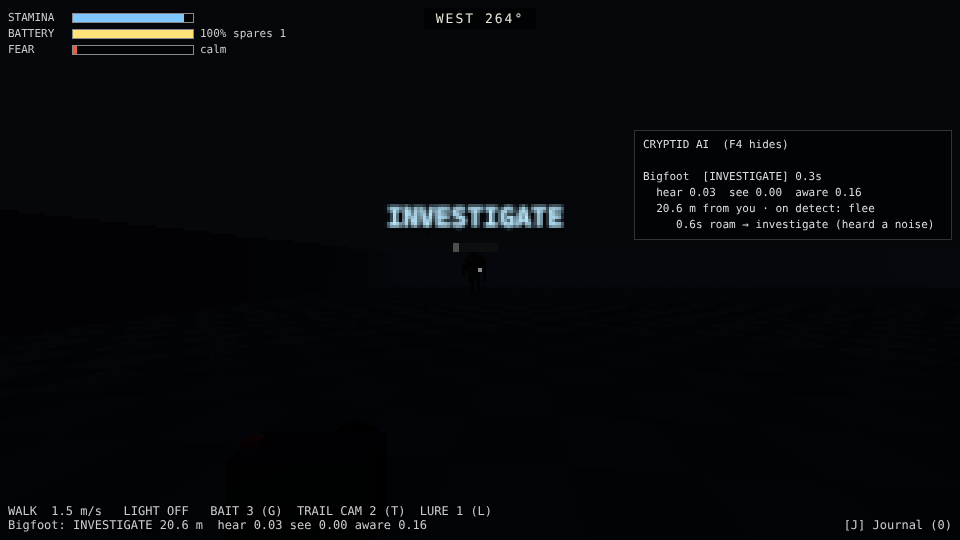 STAMINA
BATTERY 100% spares 1
FEAR calm
WEST 264°
CRYPTID AI (F4 hides)
Bigfoot [INVESTIGATE] 0.3s
hear 0.03 see 0.00 aware 0.16
20.6 m from you · on detect: flee
0.6s roam → investigate (heard a noise)
INVESTIGATE
WALK 1.5 m/s LIGHT OFF BAIT 3 (G) TRAIL CAM 2 (T) LURE 1 (L)
Bigfoot: INVESTIGATE 20.6 m hear 0.03 see 0.00 aware 0.16
[J] Journal (0)